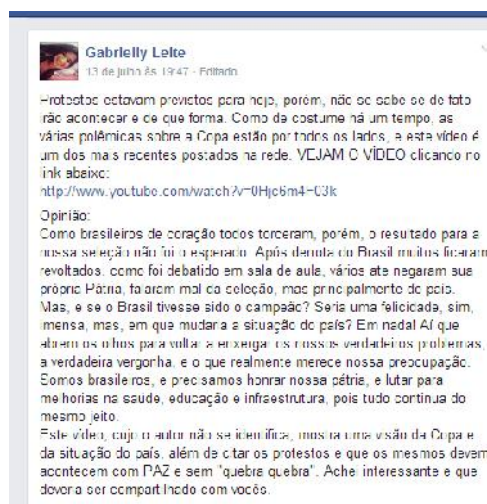 Gabrielly Leite
13 de julho às 19:47 · Editado
Protestos estavam previstos para hoje, porém, não se sabe se de fato
irão acontecer e de que forma. Como de costume há um tempo, as
várias polêmicas sobre a Copa estão por todos os lados, e este vídeo é
um dos mais recentes postados na rede. VEJAM O VÍDEO clicando no
link abaixo:
http://www.youtube.com/watch?v=
Opinião:
Como brasileiros de coração todos torceram, porém, o resultado para a
nossa seleção não foi o esperado. Após derrota do Brasil muitos ficaram
revoltados, como foi debatido em sala de aula, vários ate negaram sua
própria Pátria, falaram mal da seleção, mas principalmente do país.
Mas, e se o Brasil tivesse sido o campeão? Seria uma felicidade, sim,
imensa, mas, em que mudaria a situação do país? Em nada! Aí que
abrem os olhos para voltar a enxergar os nossos verdadeiros problemas,
a verdadeira vergonha, e o que realmente merece nossa preocupação.
Somos brasileiros, e precisamos honrar nossa pátria, e lutar para
melhorias na saúde, educação e infraestrutura, pois tudo continua do
mesmo jeito.
Este vídeo, cujo o autor não se identifica, mostra uma visão da Copa e
da situação do país, além de citar os protestos e que os mesmos devem
acontecem com PAZ e sem "quebra quebra". Achei interessante e que
deveria ser compartilhado com vocês.